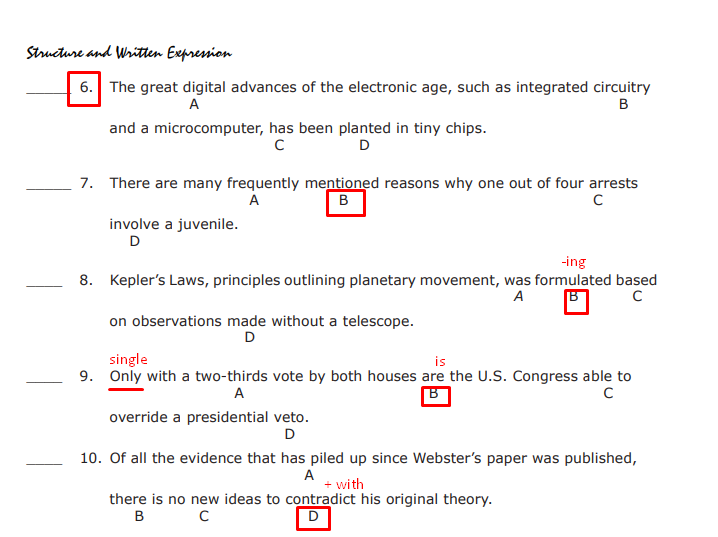 Structure and Written Expression
_____ 6. The great digital advances of the electronic age, such as integrated circuitry
A B
and a microcomputer, has been planted in tiny chips.
C D
_____ 7. There are many frequently mentioned reasons why one out of four arrests
A B C
involve a juvenile.
D
-ing
____ 8. Kepler's Laws, principles outlining planetary movement, was formulated based
A B C
on observations made without a telescope.
D
single is
____ 9. Only with a two-thirds vote by both houses are the U.S. Congress able to
A B C
override a presidential veto.
D
____ 10. Of all the evidence that has piled up since Webster's paper was published,
A
+ with
there is no new ideas to contradict his original theory.
B C D